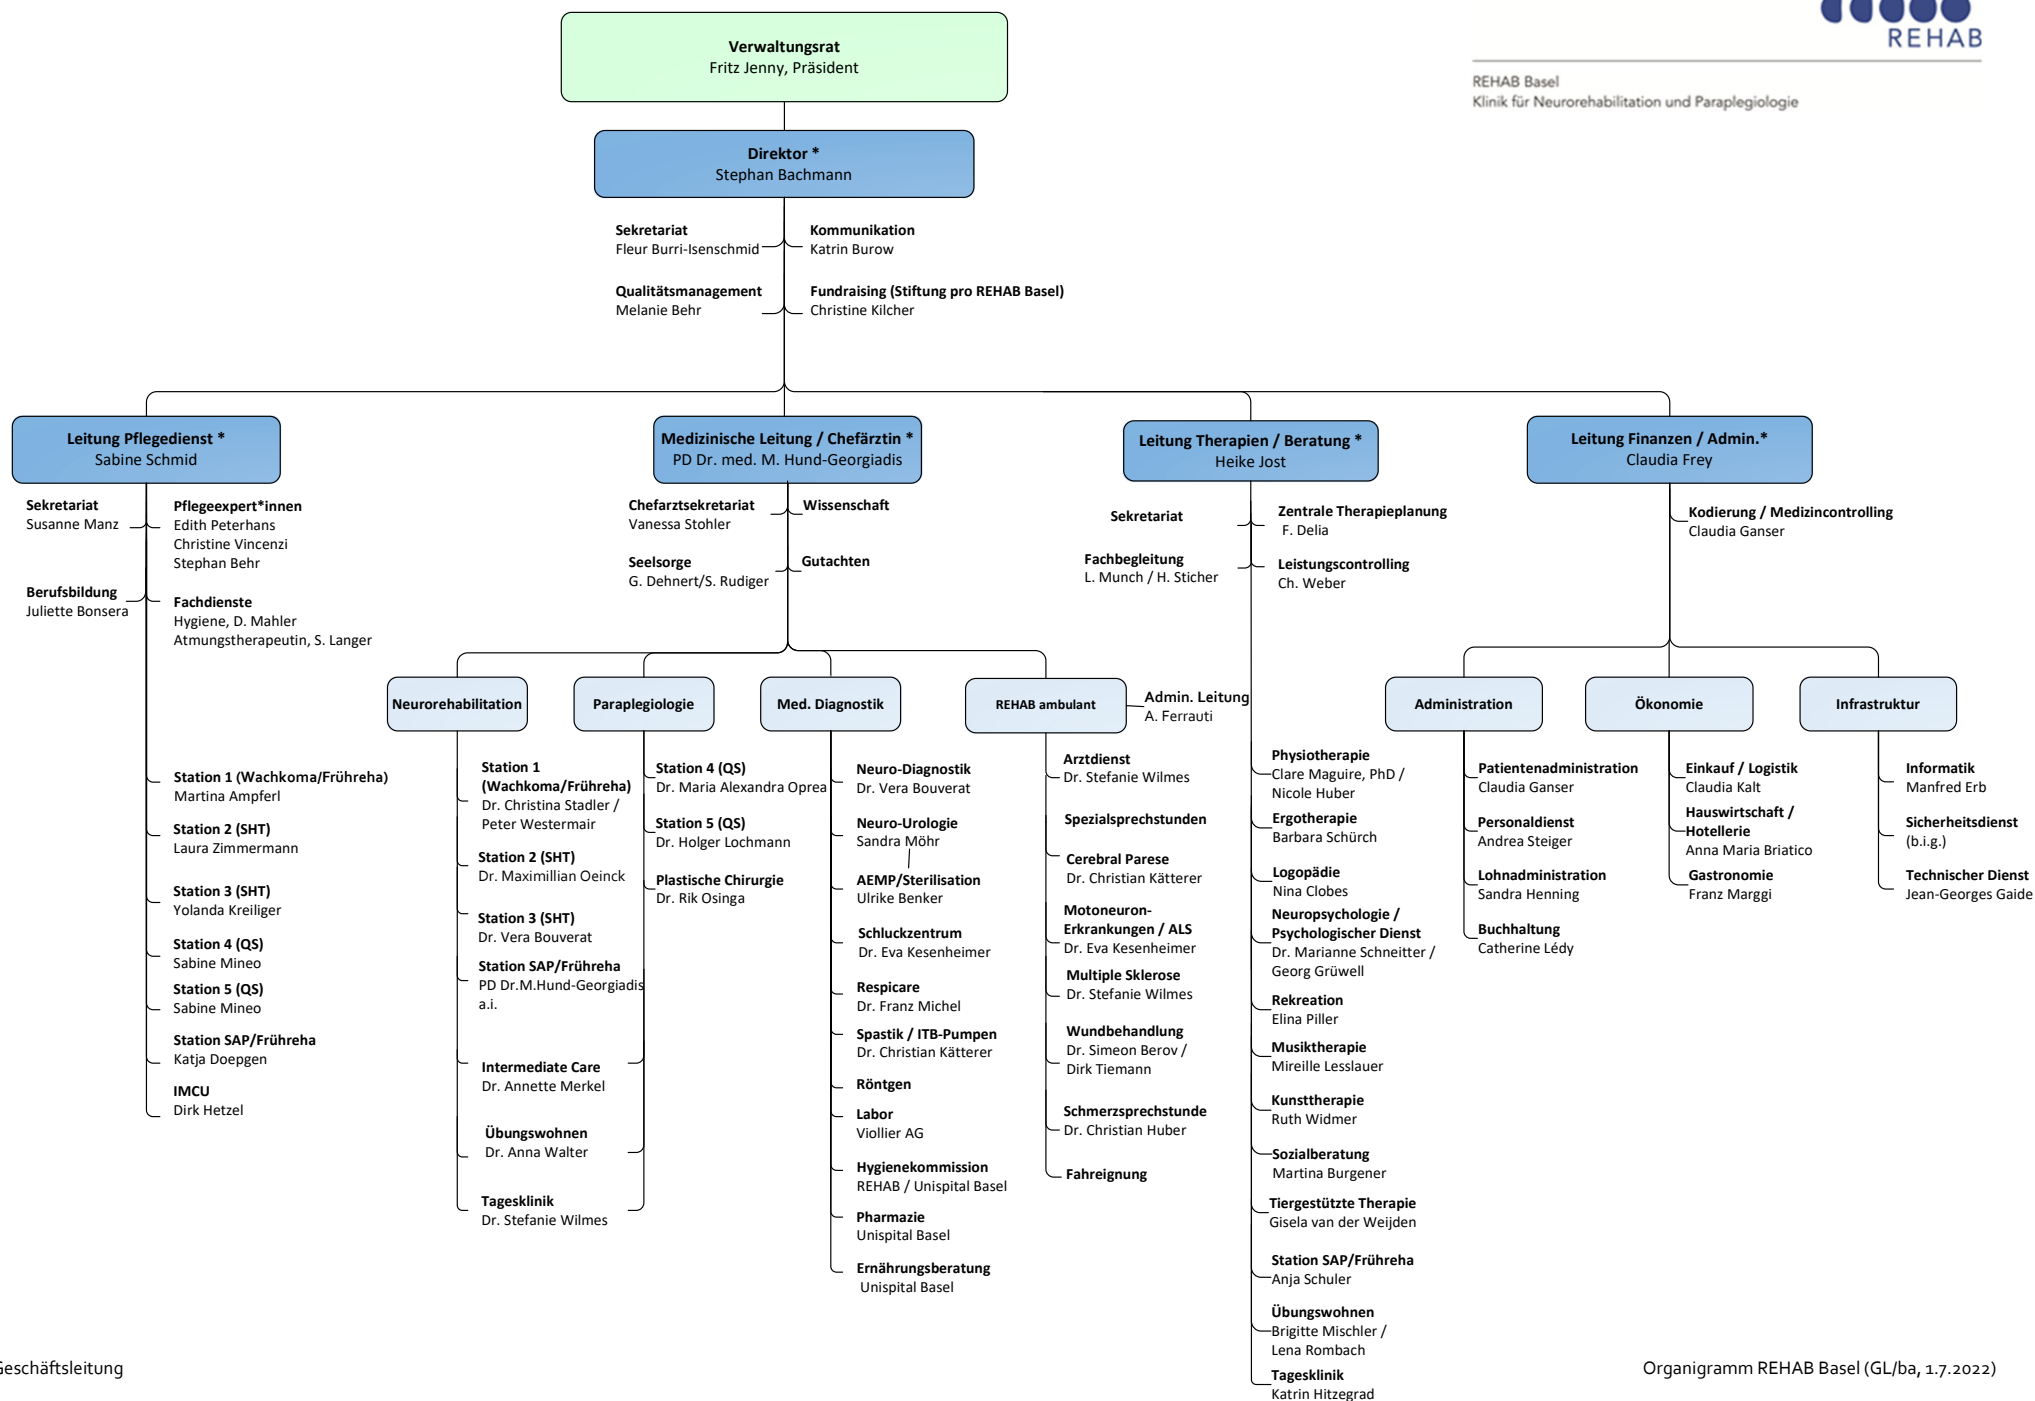 REHAB
REHAB Basel
Klinik für Neurorehabilitation und Paraplegiologie
Verwaltungsrat
Fritz Jenny, Präsident
Direktor *
Stephan Bachmann
Sekretariat
Fleur Burri-Isenschmid
Kommunikation
Katrin Burow
Qualitätsmanagement
Melanie Behr
Fundraising (Stiftung pro REHAB Basel)
Christine Kilcher
Leitung Pflegedienst *
Sabine Schmid
Sekretariat
Susanne Manz
Pflegeexpert*innen
Edith Peterhans
Christine Vincenzi
Stephan Behr
Berufsbildung
Juliette Bonsera
Fachdienste
Hygiene, D. Mahler
Atmungstherapeutin, S. Langer
Station 1 (Wachkoma/Frühreha)
Martina Ampferl
Station 2 (SHT)
Laura Zimmermann
Station 3 (SHT)
Yolanda Kreiliger
Station 4 (QS)
Sabine Mineo
Station 5 (QS)
Sabine Mineo
Station SAP/Frühreha
Katja Doepgen
IMCU
Dirk Hetzel
Medizinische Leitung / Chefärztin *
PD Dr. med. M. Hund-Georgiadis
Chefarztsekretariat
Vanessa Stohler
Wissenschaft
Seelsorge
G. Dehnert/S. Rudiger
Gutachten
Neurorehabilitation
Station 1
(Wachkoma/Frühreha)
Dr. Christina Stadler /
Peter Westermair
Station 2 (SHT)
Dr. Maximillian Oeinck
Station 3 (SHT)
Dr. Vera Bouverat
Station SAP/Frühreha
PD Dr.M.Hund-Georgiadis
a.i.
Intermediate Care
Dr. Annette Merkel
Übungswohnen
Dr. Anna Walter
Tagesklinik
Dr. Stefanie Wilmes
Paraplegiologie
Station 4 (QS)
Dr. Maria Alexandra Oprea
Station 5 (QS)
Dr. Holger Lochmann
Plastische Chirurgie
Dr. Rik Osinga
Med. Diagnostik
Neuro-Diagnostik
Dr. Vera Bouverat
Neuro-Urologie
Sandra Möhr
AEMP/Sterilisation
Ulrike Benker
Schluckzentrum
Dr. Eva Kesenheimer
Respicare
Dr. Franz Michel
Spastik / ITB-Pumpen
Dr. Christian Kätterer
Röntgen
Labor
Viollier AG
Hygienekommission
REHAB / Unispital Basel
Pharmazie
Unispital Basel
Ernährungsberatung
Unispital Basel
REHAB ambulant
Admin. Leitung
A. Ferrauti
Arztdienst
Dr. Stefanie Wilmes
Spezialsprechstunden
Cerebral Parese
Dr. Christian Kätterer
Motoneuron-
Erkrankungen / ALS
Dr. Eva Kesenheimer
Multiple Sklerose
Dr. Stefanie Wilmes
Wundbehandlung
Dr. Simeon Berov /
Dirk Tiemann
Schmerzsprechstunde
Dr. Christian Huber
Fahreignung
Leitung Therapien / Beratung *
Heike Jost
Sekretariat
Zentrale Therapieplanung
F. Delia
Fachbegleitung
L. Munch / H. Sticher
Leistungscontrolling
Ch. Weber
Physiotherapie
Clare Maguire, PhD /
Nicole Huber
Ergotherapie
Barbara Schürch
Logopädie
Nina Clobes
Neuropsychologie /
Psychologischer Dienst
Dr. Marianne Schneitter /
Georg Grüwell
Rekreation
Elina Piller
Musiktherapie
Mireille Lesslauer
Kunsttherapie
Ruth Widmer
Sozialberatung
Martina Burgener
Tiergestützte Therapie
Gisela van der Weijden
Station SAP/Frühreha
Anja Schuler
Übungswohnen
Brigitte Mischler /
Lena Rombach
Tagesklinik
Katrin Hitzegrad
Leitung Finanzen / Admin.*
Claudia Frey
Kodierung / Medizincontrolling
Claudia Ganser
Administration
Patientenadministration
Claudia Ganser
Personaldienst
Andrea Steiger
Lohnadministration
Sandra Henning
Buchhaltung
Catherine Lédy
Ökonomie
Einkauf / Logistik
Claudia Kalt
Hauswirtschaft /
Hotellerie
Anna Maria Briatico
Gastronomie
Franz Marggi
Infrastruktur
Informatik
Manfred Erb
Sicherheitsdienst
(b.i.g.)
Technischer Dienst
Jean-Georges Gaide
Geschäftsleitung
Organigramm REHAB Basel (GL/ba, 1.7.2022)